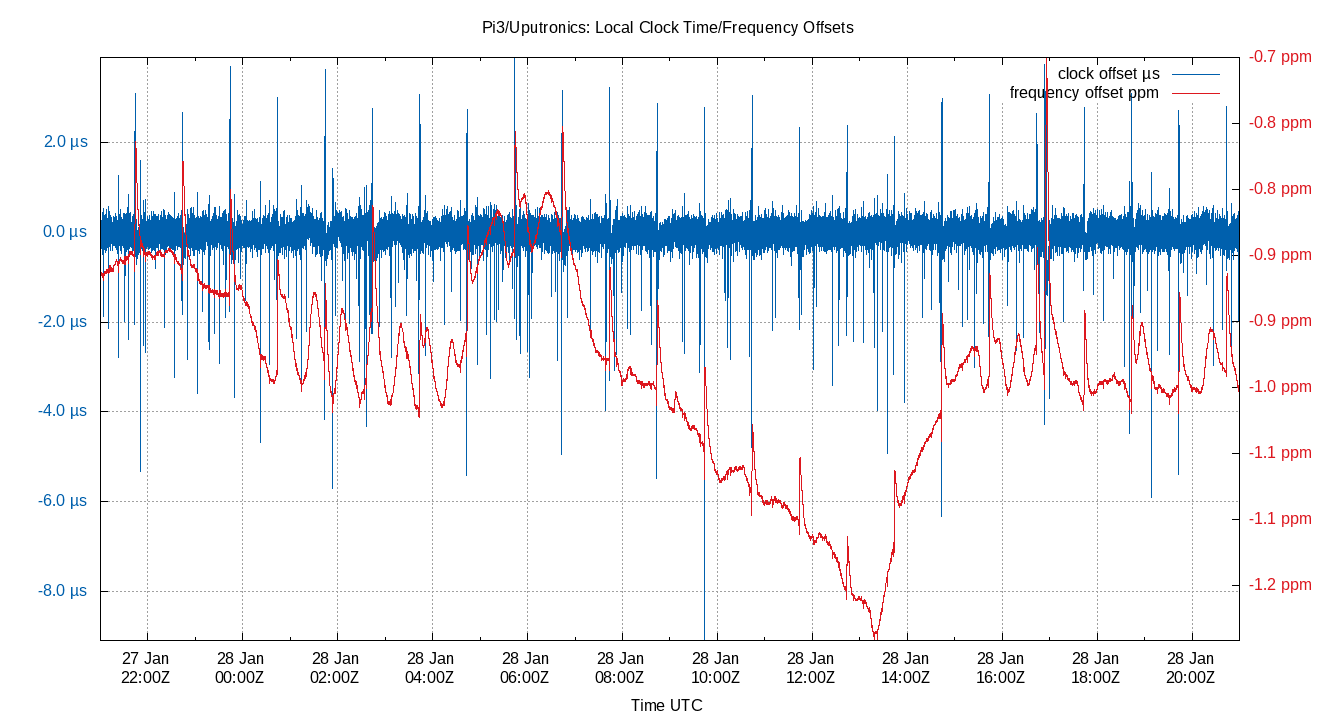 Pi3/Uputronics: Local Clock Time/Frequency Offsets
clock offset µs
frequency offset ppm
2.0 µs
0.0 µs
-2.0 µs
-4.0 µs
-6.0 µs
-8.0 µs
-0.7 ppm
-0.8 ppm
-0.8 ppm
-0.9 ppm
-0.9 ppm
-1.0 ppm
-1.1 ppm
-1.1 ppm
-1.2 ppm
27 Jan 28 Jan 28 Jan 28 Jan 28 Jan 28 Jan 28 Jan 28 Jan 28 Jan 28 Jan 28 Jan 28 Jan
22:00Z 00:00Z 02:00Z 04:00Z 06:00Z 08:00Z 10:00Z 12:00Z 14:00Z 16:00Z 18:00Z 20:00Z
Time UTC